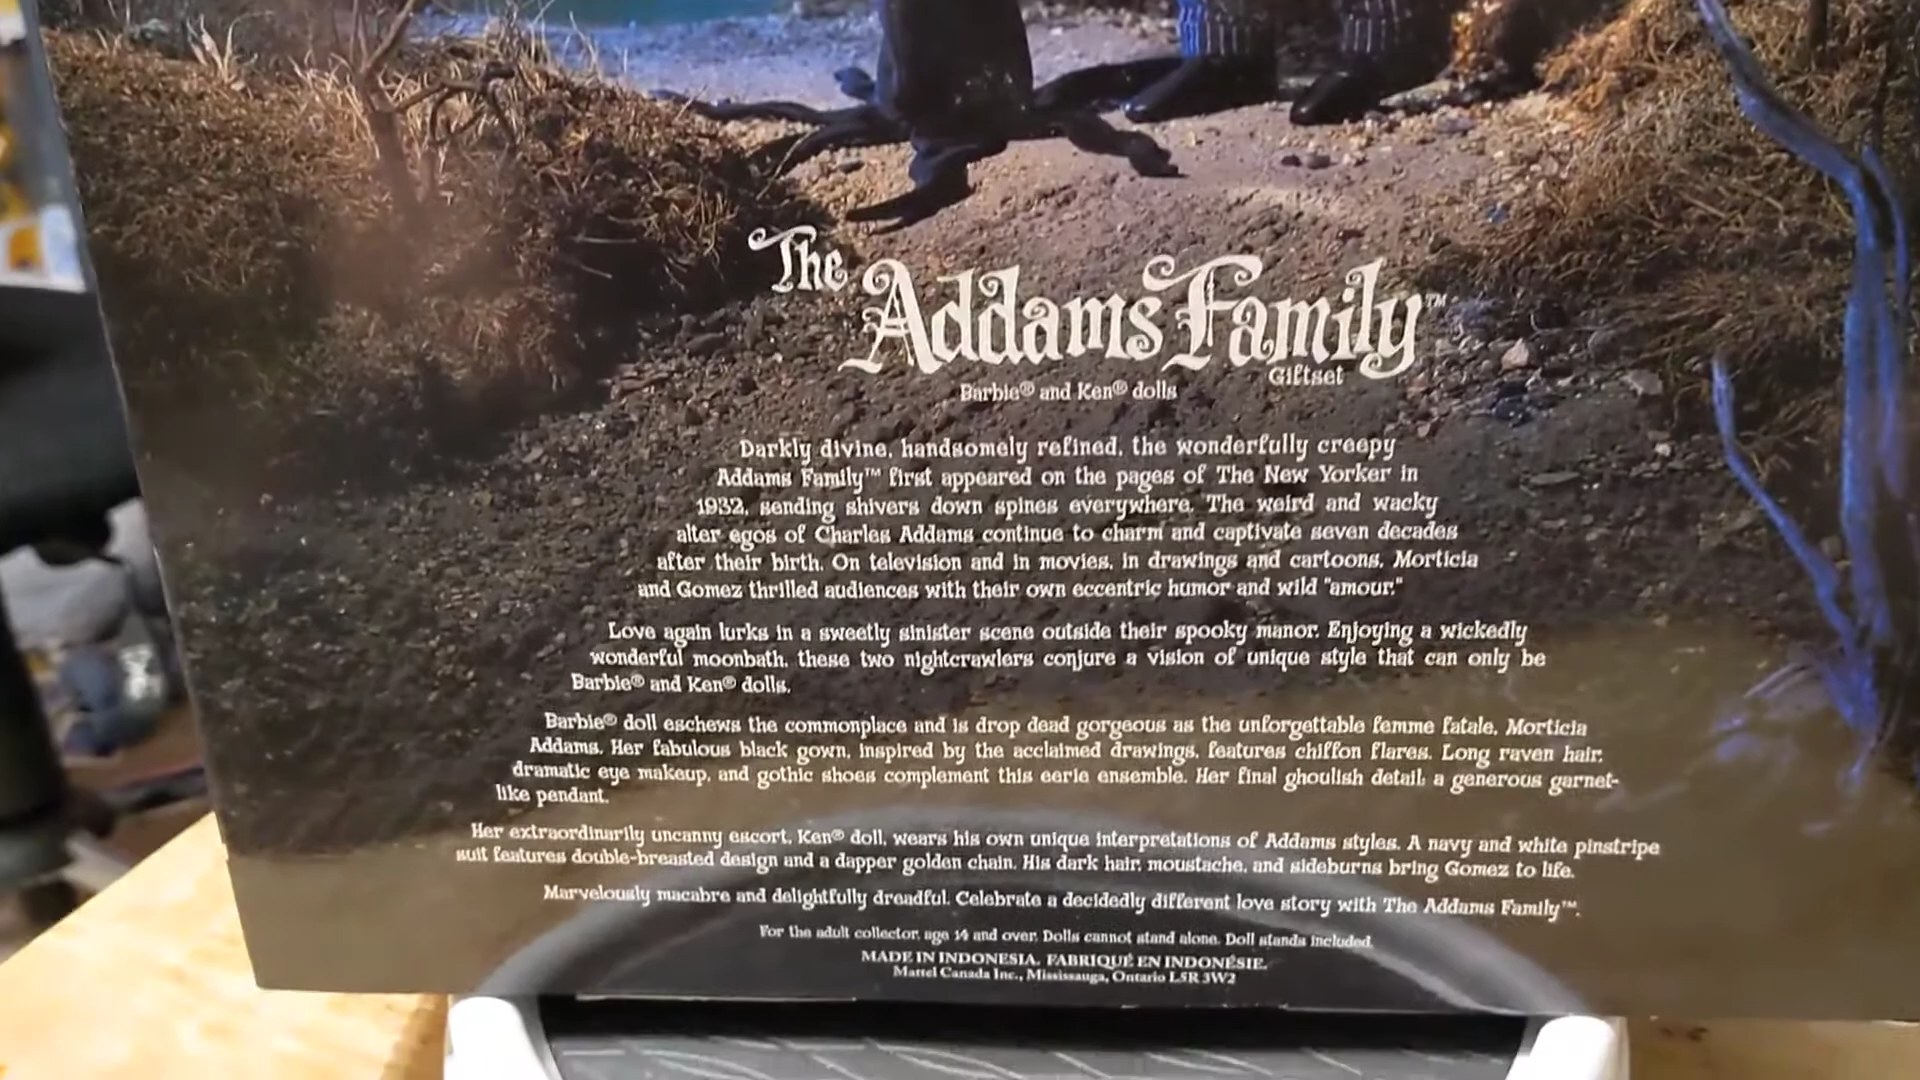 The
Addams Family™
Giftset
Barbie® and Ken® dolls
Darkly divine, handsomely refined, the wonderfully creepy
Addams Family™ first appeared on the pages of The New Yorker in
1932, sending shivers down spines everywhere. The weird and wacky
alter egos of Charles Addams continue to charm and captivate seven decades
after their birth. On television and in movies, in drawings and cartoons, Morticia
and Gomez thrilled audiences with their own eccentric humor and wild "amour."
Love again lurks in a sweetly sinister scene outside their spooky manor. Enjoying a wickedly
wonderful moonbath, these two nightcrawlers conjure a vision of unique style that can only be
Barbie® and Ken® dolls.
Barbie® doll eschews the commonplace and is drop dead gorgeous as the unforgettable femme fatale, Morticia
Addams. Her fabulous black gown, inspired by the acclaimed drawings, features chiffon flares. Long raven hair,
dramatic eye makeup, and gothic shoes complement this eerie ensemble. Her final ghoulish detail: a generous garnet-
like pendant.
Her extraordinarily uncanny escort, Ken® doll, wears his own unique interpretations of Addams styles. A navy and white pinstripe
suit features double-breasted design and a dapper golden chain. His dark hair, moustache, and sideburns bring Gomez to life.
Marvelously macabre and delightfully dreadful. Celebrate a decidedly different love story with The Addams Family™.
For the adult collector, age 14 and over. Dolls cannot stand alone. Doll stands included.
MADE IN INDONESIA. FABRIQUÉ EN INDONÉSIE.
Mattel Canada Inc., Mississauga, Ontario L5R 3W2